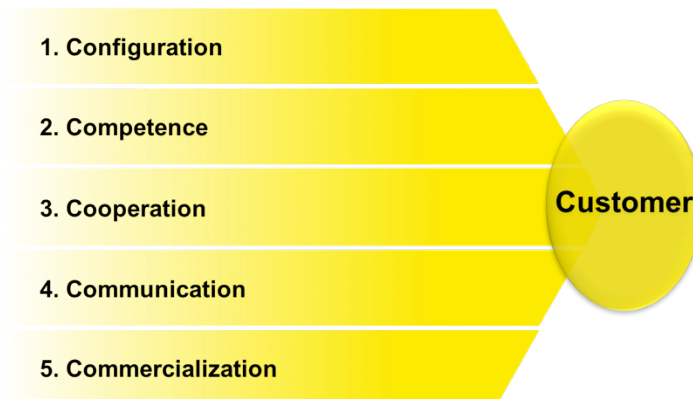 1. Configuration
2. Competence
3. Cooperation
Customer
4. Communication
5. Commercialization